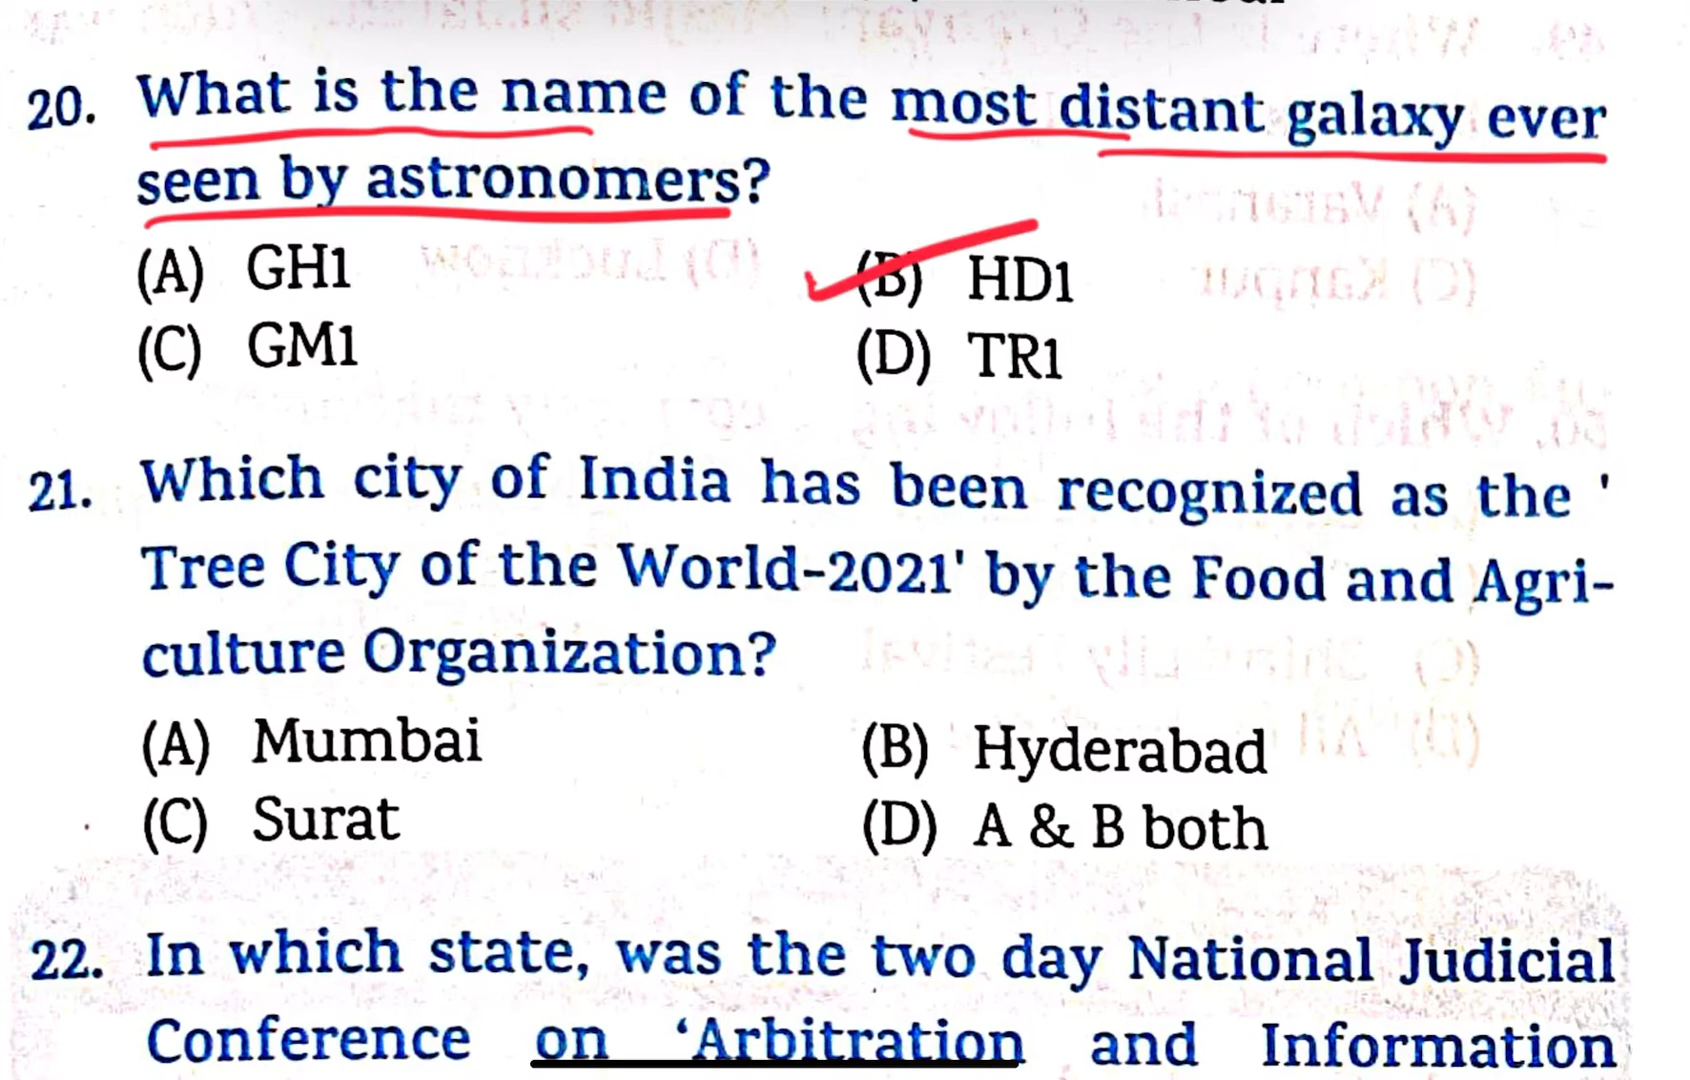 20. What is the name of the most distant galaxy ever
seen by astronomers?
(A) GH1 (B) HD1
(C) GM1 (D) TR1
21. Which city of India has been recognized as the '
Tree City of the World-2021' by the Food and Agri-
culture Organization?
(A) Mumbai (B) Hyderabad
(C) Surat (D) A & B both
22. In which state, was the two day National Judicial
Conference on ‘Arbitration and Information